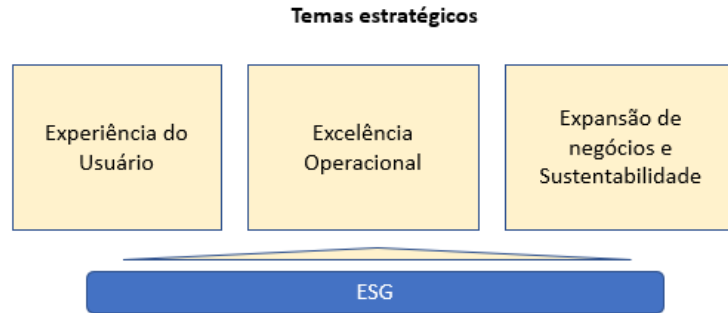 Temas estratégicos
Experiência do
Usuário
Excelência
Operacional
Expansão de
negócios e
Sustentabilidade
ESG